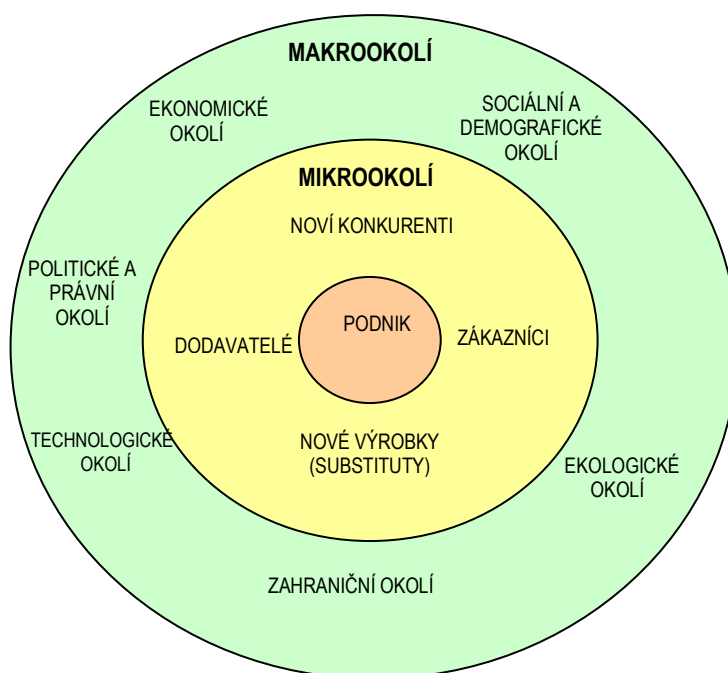 MAKROOKOLÍ
EKONOMICKÉ
OKOLÍ
SOCIÁLNÍ A
DEMOGRAFICKÉ
OKOLÍ
MIKROOKOLÍ
NOVÍ KONKURENTI
POLITICKÉ A
PRÁVNÍ
OKOLÍ
DODAVATELÉ
PODNIK
ZÁKAZNÍCI
TECHNOLOGICKÉ
OKOLÍ
NOVÉ VÝROBKY
(SUBSTITUTY)
EKOLOGICKÉ
OKOLÍ
ZAHRANIČNÍ OKOLÍ